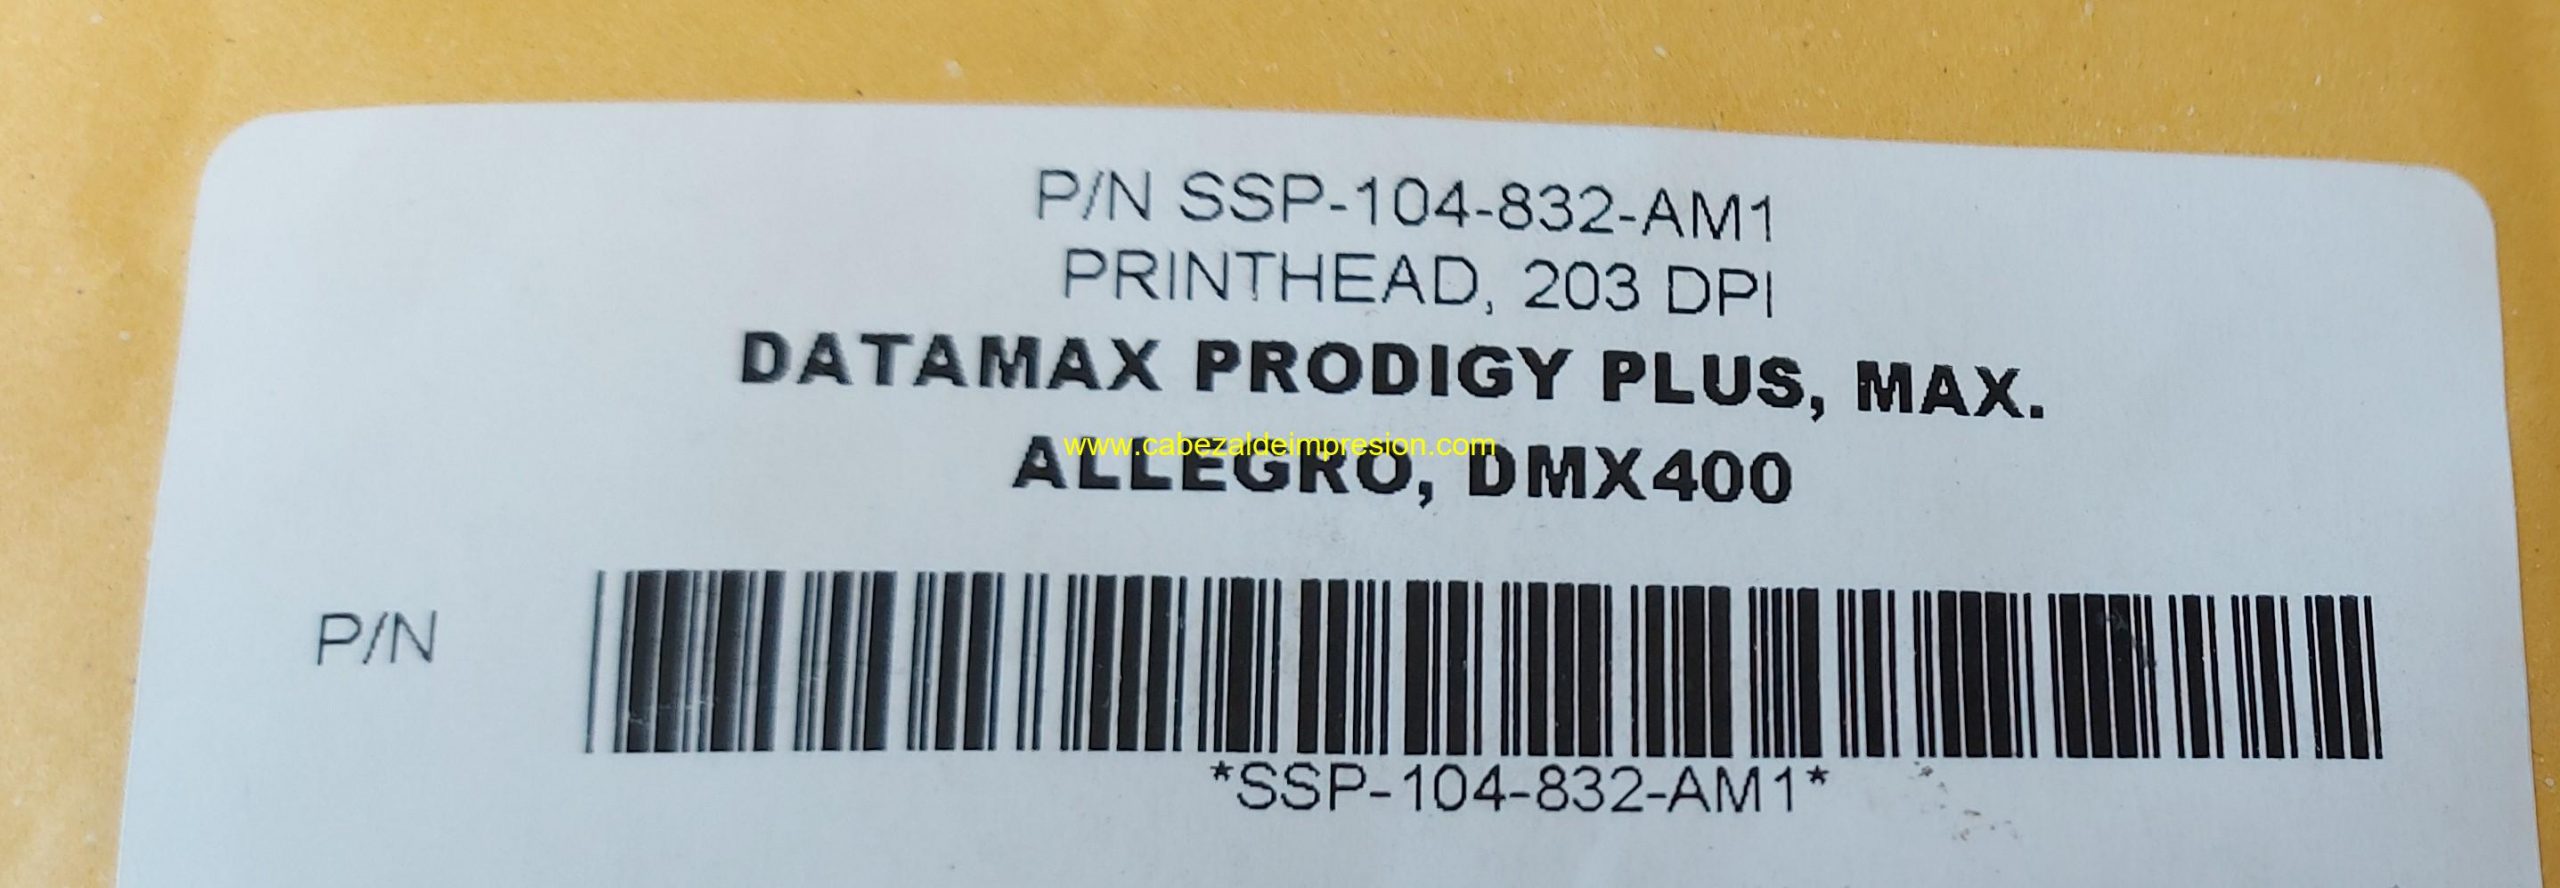 P/N SSP-104-832-AM1
PRINTHEAD, 203 DPI
DATAMAX PRODIGY PLUS, MAX.
www.cabezaldeimpresion.com
ALLEGRO, DMX400
P/N
*SSP-104-832-AM1*